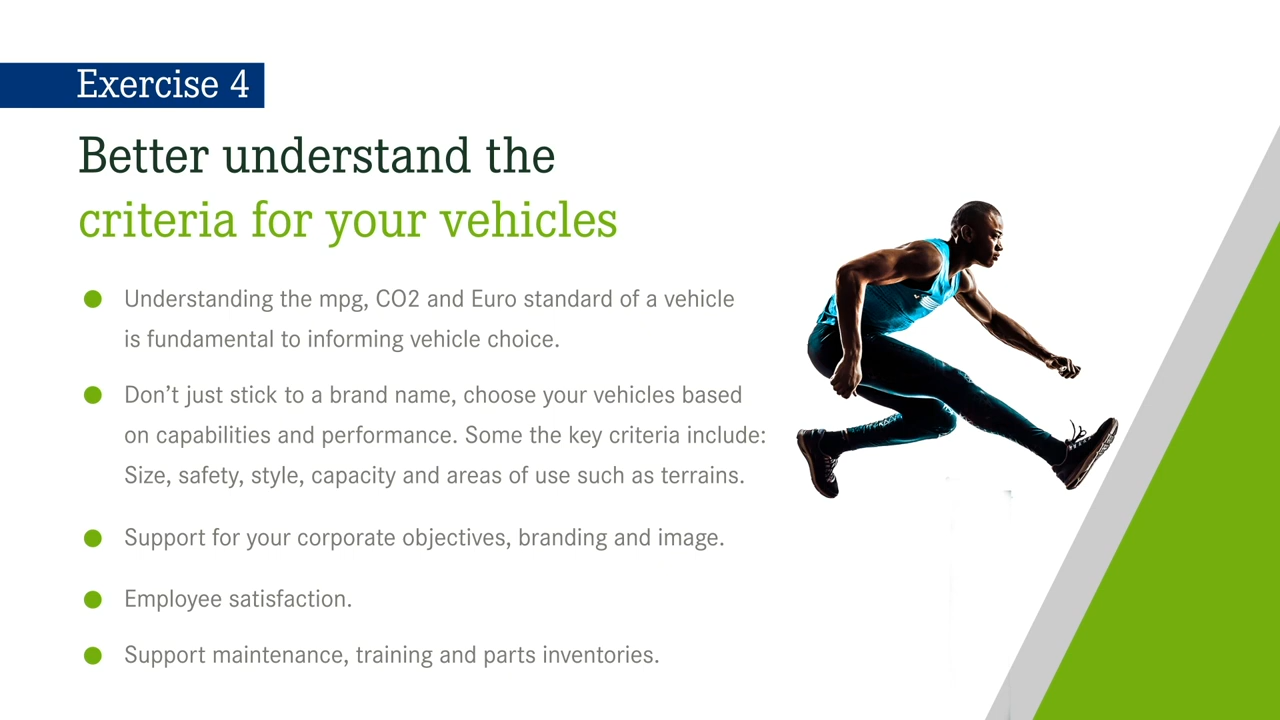 Exercise 4
Better understand the
criteria for your vehicles
Understanding the mpg, CO2 and Euro standard of a vehicle
is fundamental to informing vehicle choice.
Don’t just stick to a brand name, choose your vehicles based
on capabilities and performance. Some the key criteria include:
Size, safety, style, capacity and areas of use such as terrains.
Support for your corporate objectives, branding and image.
Employee satisfaction.
Support maintenance, training and parts inventories.